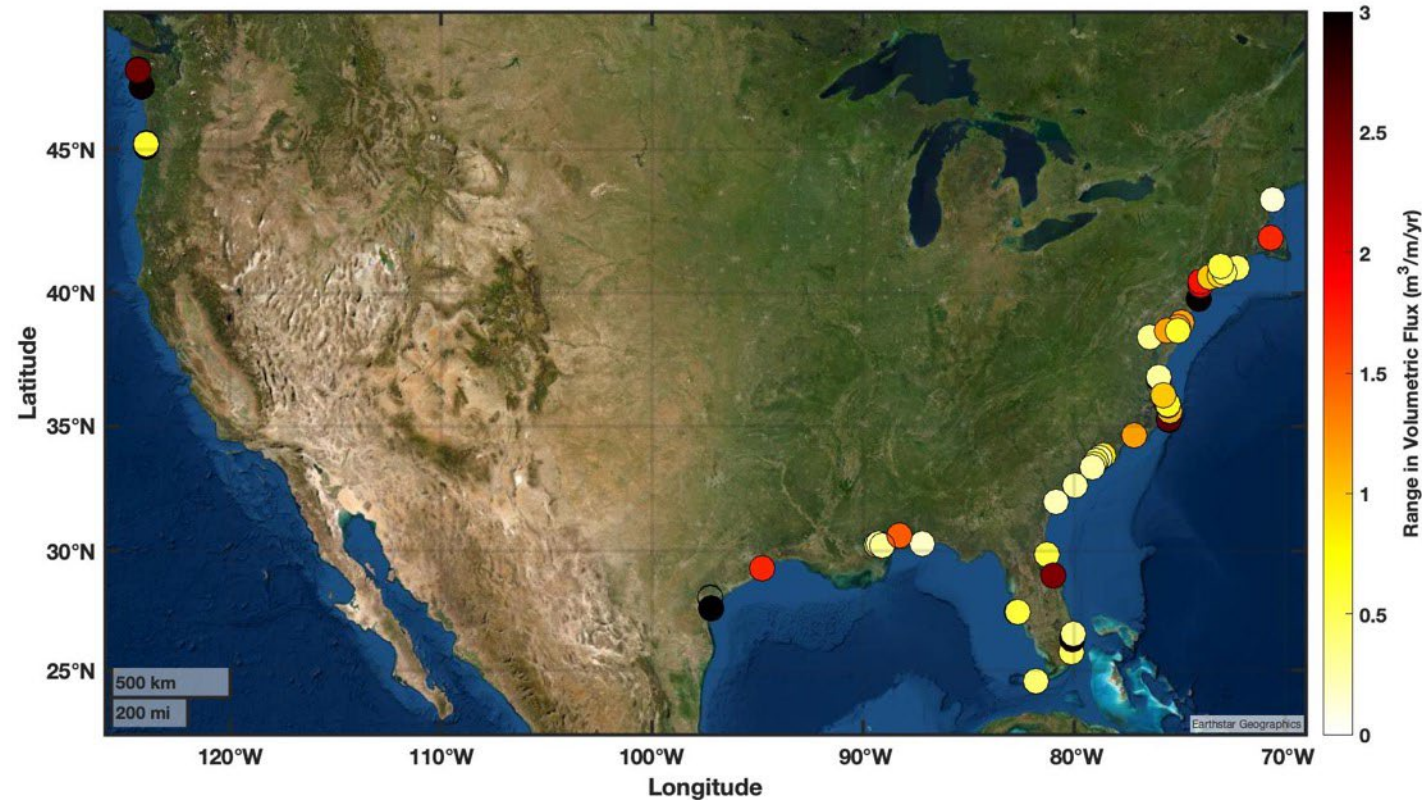 45°N
40°N
35°N
30°N
25°N
Latitude
500 km
200 mi
Earthstar Geographics
120°W
110°W
100°W
90°W
80°W
70°W
Longitude
3
2.5
2
1.5
1
0.5
0
Range in Volumetric Flux (m³/m/yr)